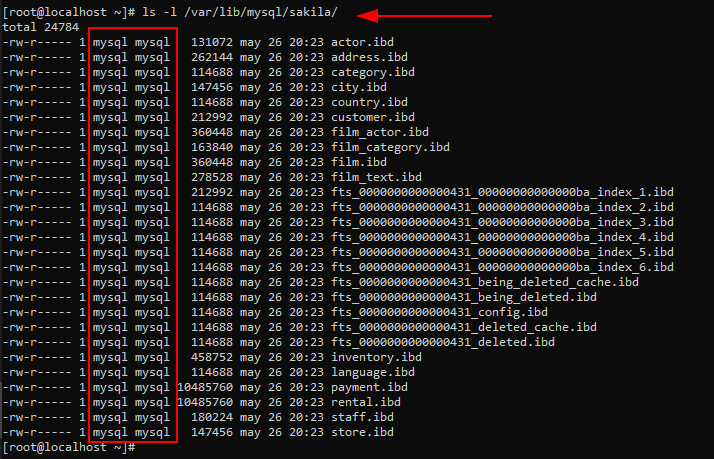 [root@localhost ~]# ls -l /var/lib/mysql/sakila/
total 24784
-rw-r----- 1 mysql mysql   131072 may 26 20:23 actor.ibd
-rw-r----- 1 mysql mysql   262144 may 26 20:23 address.ibd
-rw-r----- 1 mysql mysql   114688 may 26 20:23 category.ibd
-rw-r----- 1 mysql mysql   147456 may 26 20:23 city.ibd
-rw-r----- 1 mysql mysql   114688 may 26 20:23 country.ibd
-rw-r----- 1 mysql mysql   212992 may 26 20:23 customer.ibd
-rw-r----- 1 mysql mysql   360448 may 26 20:23 film_actor.ibd
-rw-r----- 1 mysql mysql   163840 may 26 20:23 film_category.ibd
-rw-r----- 1 mysql mysql   360448 may 26 20:23 film.ibd
-rw-r----- 1 mysql mysql   278528 may 26 20:23 film_text.ibd
-rw-r----- 1 mysql mysql   212992 may 26 20:23 fts_0000000000000431_00000000000000ba_index_1.ibd
-rw-r----- 1 mysql mysql   114688 may 26 20:23 fts_0000000000000431_00000000000000ba_index_2.ibd
-rw-r----- 1 mysql mysql   114688 may 26 20:23 fts_0000000000000431_00000000000000ba_index_3.ibd
-rw-r----- 1 mysql mysql   114688 may 26 20:23 fts_0000000000000431_00000000000000ba_index_4.ibd
-rw-r----- 1 mysql mysql   114688 may 26 20:23 fts_0000000000000431_00000000000000ba_index_5.ibd
-rw-r----- 1 mysql mysql   114688 may 26 20:23 fts_0000000000000431_00000000000000ba_index_6.ibd
-rw-r----- 1 mysql mysql   114688 may 26 20:23 fts_0000000000000431_being_deleted_cache.ibd
-rw-r----- 1 mysql mysql   114688 may 26 20:23 fts_0000000000000431_being_deleted.ibd
-rw-r----- 1 mysql mysql   114688 may 26 20:23 fts_0000000000000431_config.ibd
-rw-r----- 1 mysql mysql   114688 may 26 20:23 fts_0000000000000431_deleted_cache.ibd
-rw-r----- 1 mysql mysql   114688 may 26 20:23 fts_0000000000000431_deleted.ibd
-rw-r----- 1 mysql mysql   458752 may 26 20:23 inventory.ibd
-rw-r----- 1 mysql mysql   114688 may 26 20:23 language.ibd
-rw-r----- 1 mysql mysql 10485760 may 26 20:23 payment.ibd
-rw-r----- 1 mysql mysql 10485760 may 26 20:23 rental.ibd
-rw-r----- 1 mysql mysql   180224 may 26 20:23 staff.ibd
-rw-r----- 1 mysql mysql   147456 may 26 20:23 store.ibd
[root@localhost ~]#